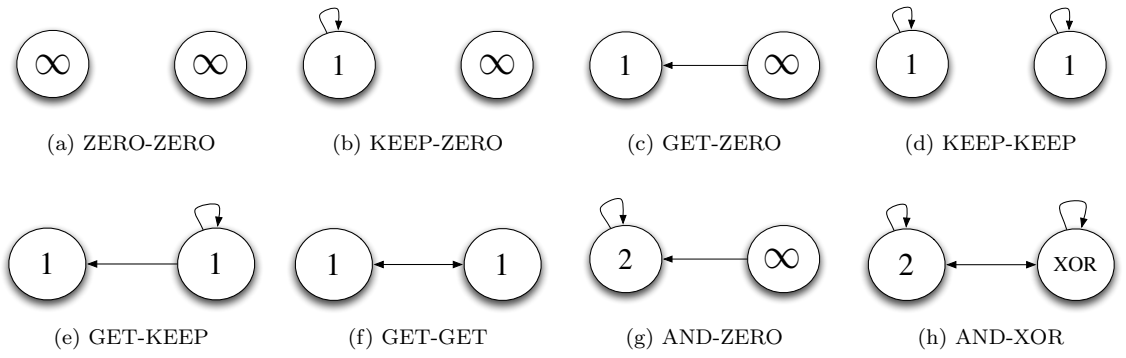 ∞ ∞ 1 ∞ 1 ∞ 1 1
(a) ZERO-ZERO (b) KEEP-ZERO (c) GET-ZERO (d) KEEP-KEEP
1 1 1 1 2 ∞ 2 XOR
(e) GET-KEEP (f) GET-GET (g) AND-ZERO (h) AND-XOR